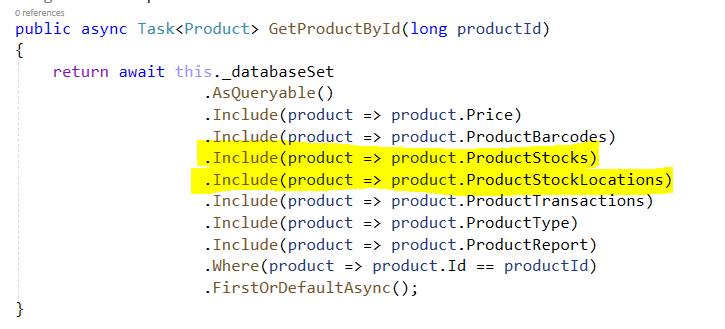 0 references
public async Task<Product> GetProductById(long productId)
{
return await this._databaseSet
.AsQueryable()
.Include(product => product.Price)
.Include(product => product.ProductBarcodes)
.Include(product => product.ProductStocks)
.Include(product => product.ProductStockLocations)
.Include(product => product.ProductTransactions)
.Include(product => product.ProductType)
.Include(product => product.ProductReport)
.Where(product => product.Id == productId)
.FirstOrDefaultAsync();
}